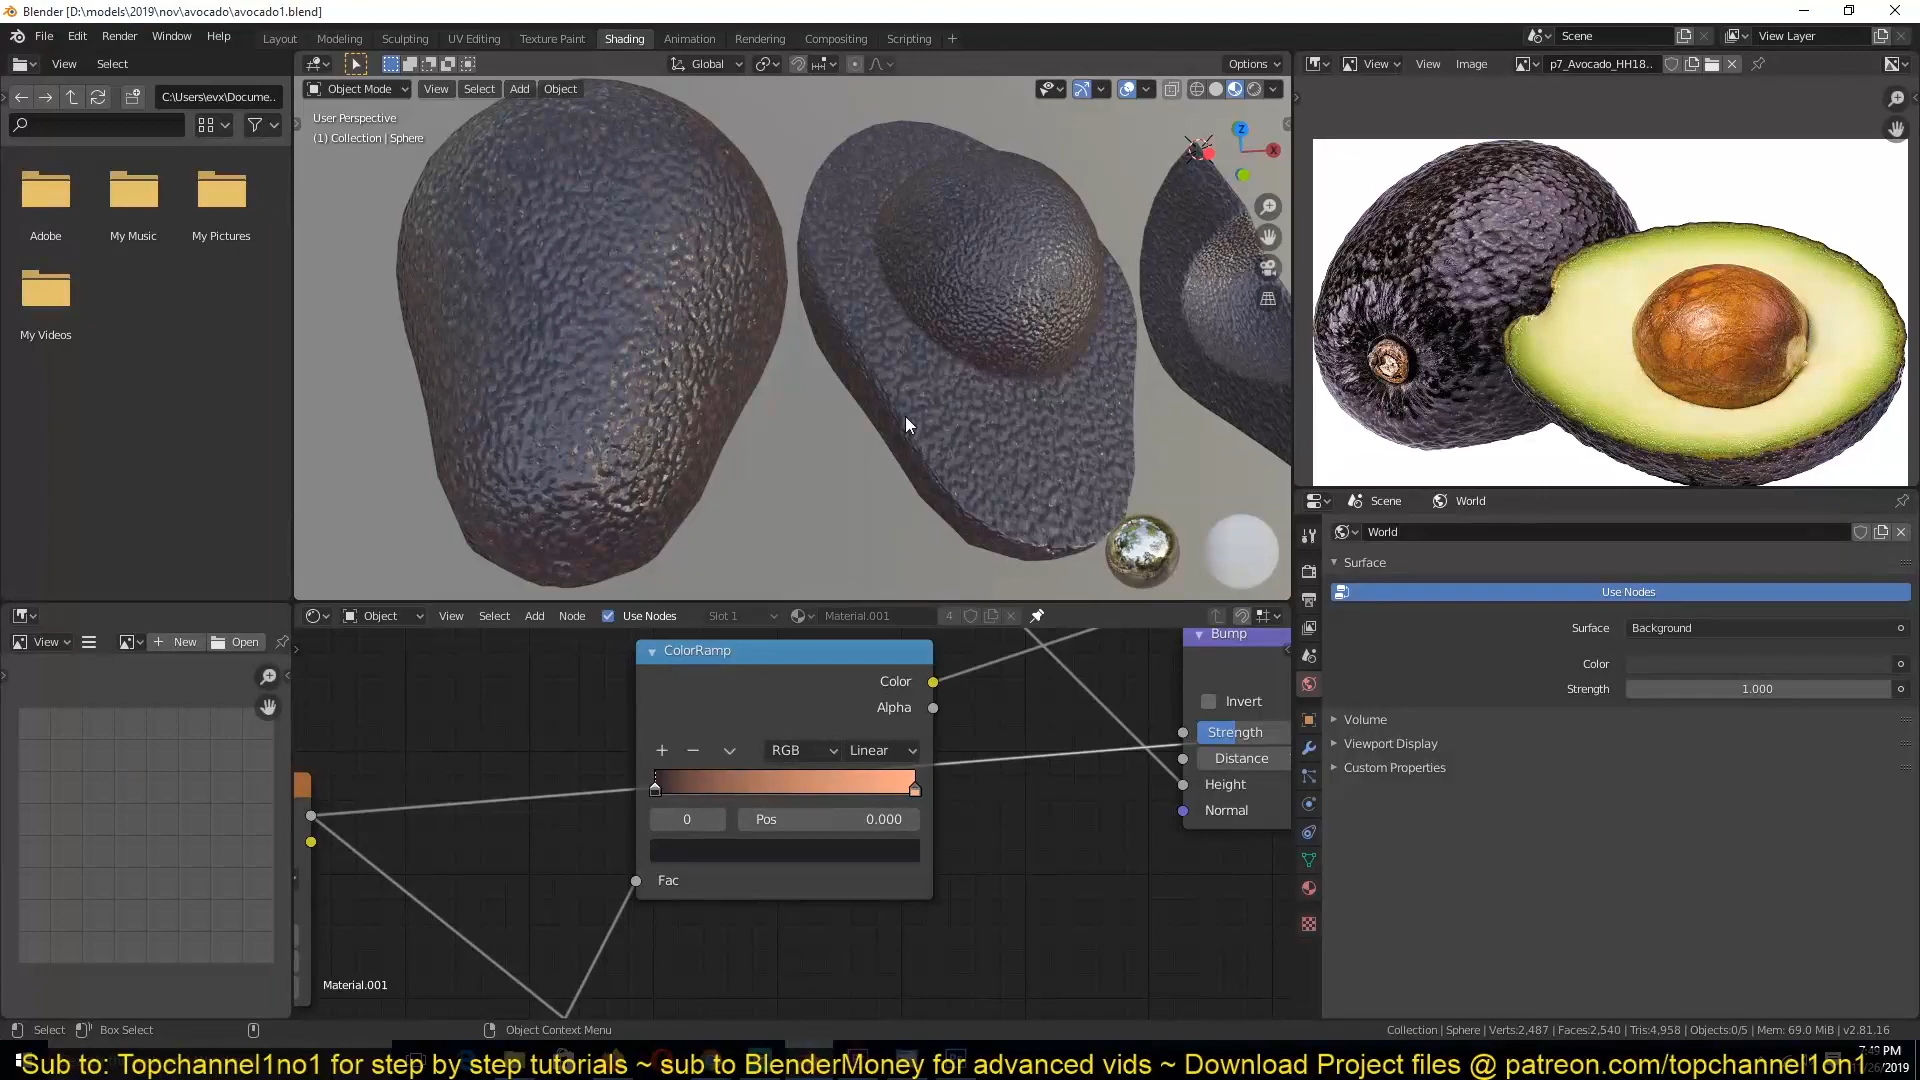 Blender [D:\models\2019\nov\avocado\avocado1.blend]
File Edit Render Window Help Layout Modeling Sculpting UV Editing Texture Paint Shading Animation Rendering Compositing Scripting Scene View Layer
View Select Global Options View View Image p7_Avocado_HH18..
C:\Users\evx\Docume.. Object Mode View Select Add Object
User Perspective
(1) Collection | Sphere
Z
X
Adobe My Music My Pictures
My Videos
Scene World
World
Surface
Use Nodes
Surface Background
Color
Strength 1.000
Volume
Viewport Display
Custom Properties
Object View Select Add Node Use Nodes Slot 1 Material.001 4
View New Open
ColorRamp
Color
Alpha
RGB Linear
0 Pos 0.000
Fac
Bump
Invert
Strength
Distance
Height
Normal
Material.001
Select Box Select Object Context Menu Collection | Sphere | Verts:2,487 | Faces:2,540 | Tris:4,958 | Objects:0/5 | Mem: 69.0 MiB | v2.81.16
Sub to: Topchannel1no1 for step by step tutorials ~ sub to BlenderMoney for advanced vids ~ Download Project files @ patreon.com/topchannel1on1